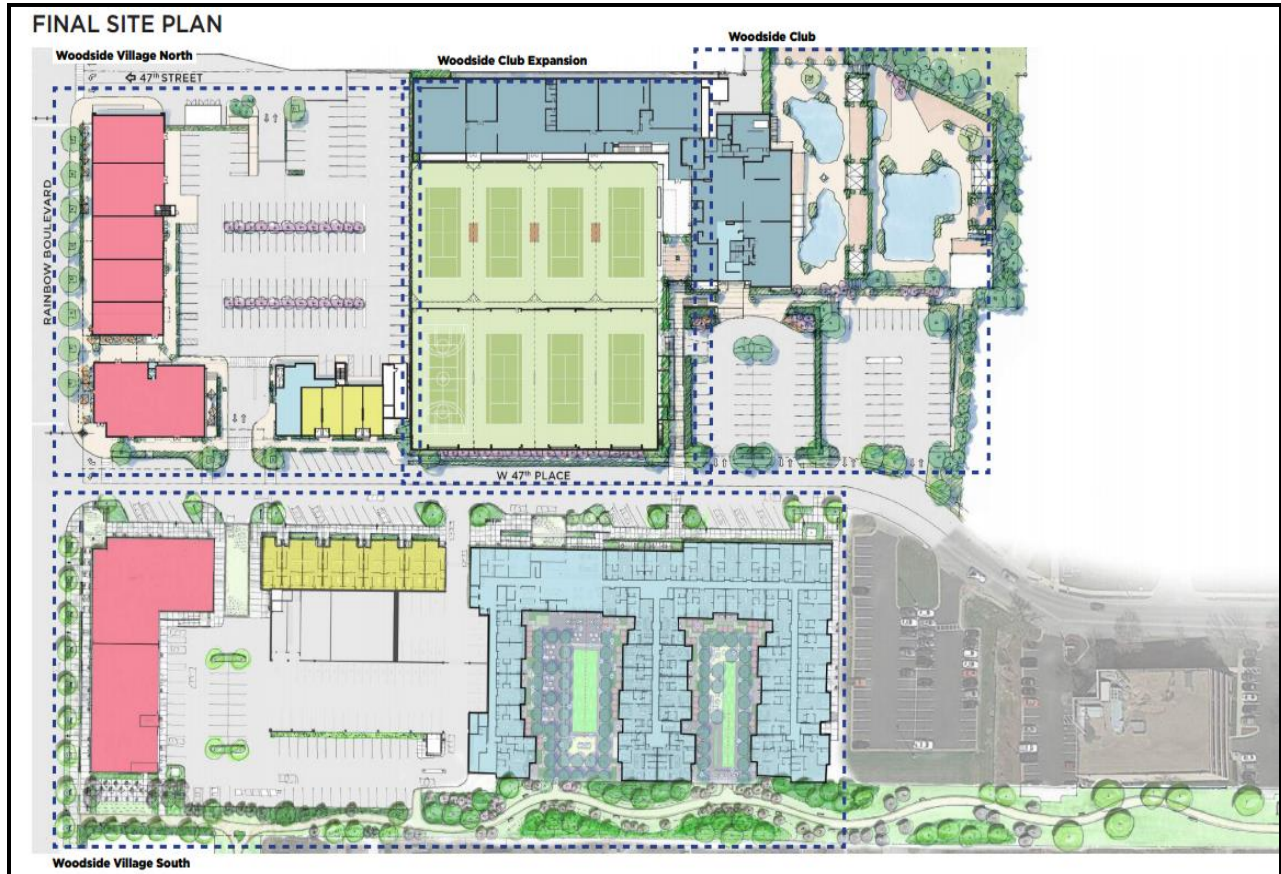 FINAL SITE PLAN
Woodside Club
Woodside Village North
Woodside Club Expansion
47th STREET
RAINBOW BOULEVARD
W 47th PLACE
Woodside Village South